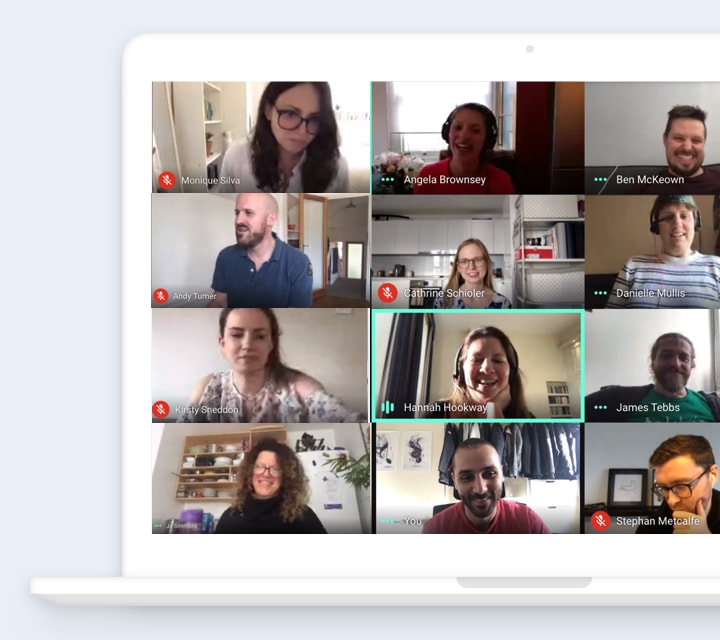 Monique Silva
Angela Brownsey
Ben McKeown
Andy Turner
Cathrine Schioler
Danielle Mullis
Kirsty Sneddon
Hannah Hookway
James Tebbs
You
Stephan Metcalfe